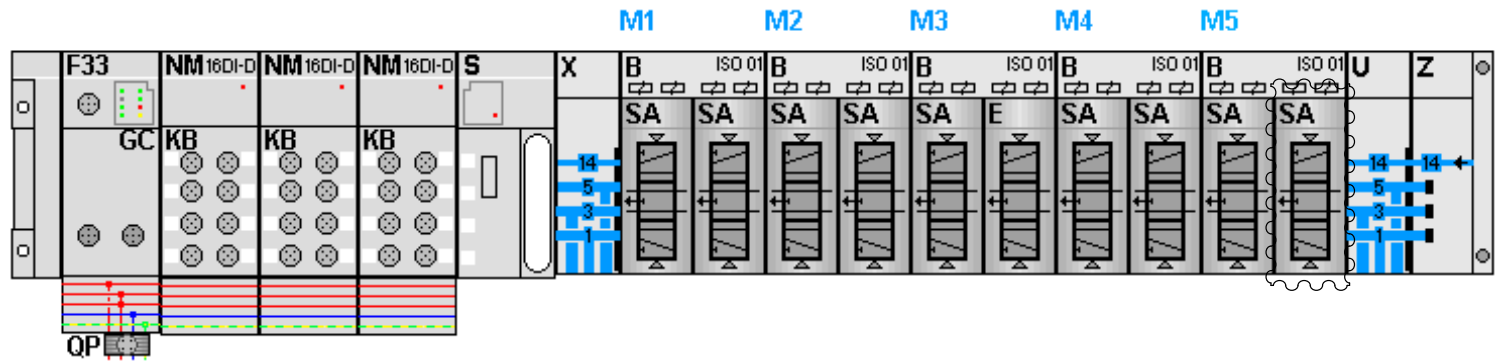 M1 M2 M3 M4 M5
F33 NM 16DI-D NM 16DI-D NM 16DI-D S X B ISO 01 B ISO 01 B ISO 01 B ISO 01 B ISO 01 U Z
SA SA SA SA SA E SA SA SA SA
GC KB KB KB
14 14 14
5 5
3 3
1 1
QP